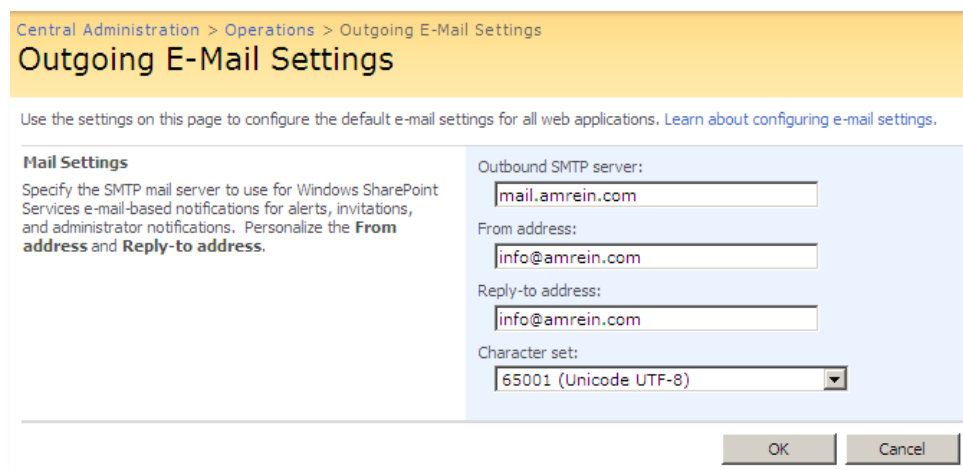 Central Administration > Operations > Outgoing E-Mail Settings
Outgoing E-Mail Settings
Use the settings on this page to configure the default e-mail settings for all web applications. Learn about configuring e-mail settings.
Mail Settings
Specify the SMTP mail server to use for Windows SharePoint
Services e-mail-based notifications for alerts, invitations,
and administrator notifications. Personalize the From
address and Reply-to address.
Outbound SMTP server:
mail.amrein.com
From address:
info@amrein.com
Reply-to address:
info@amrein.com
Character set:
65001 (Unicode UTF-8)
OK
Cancel